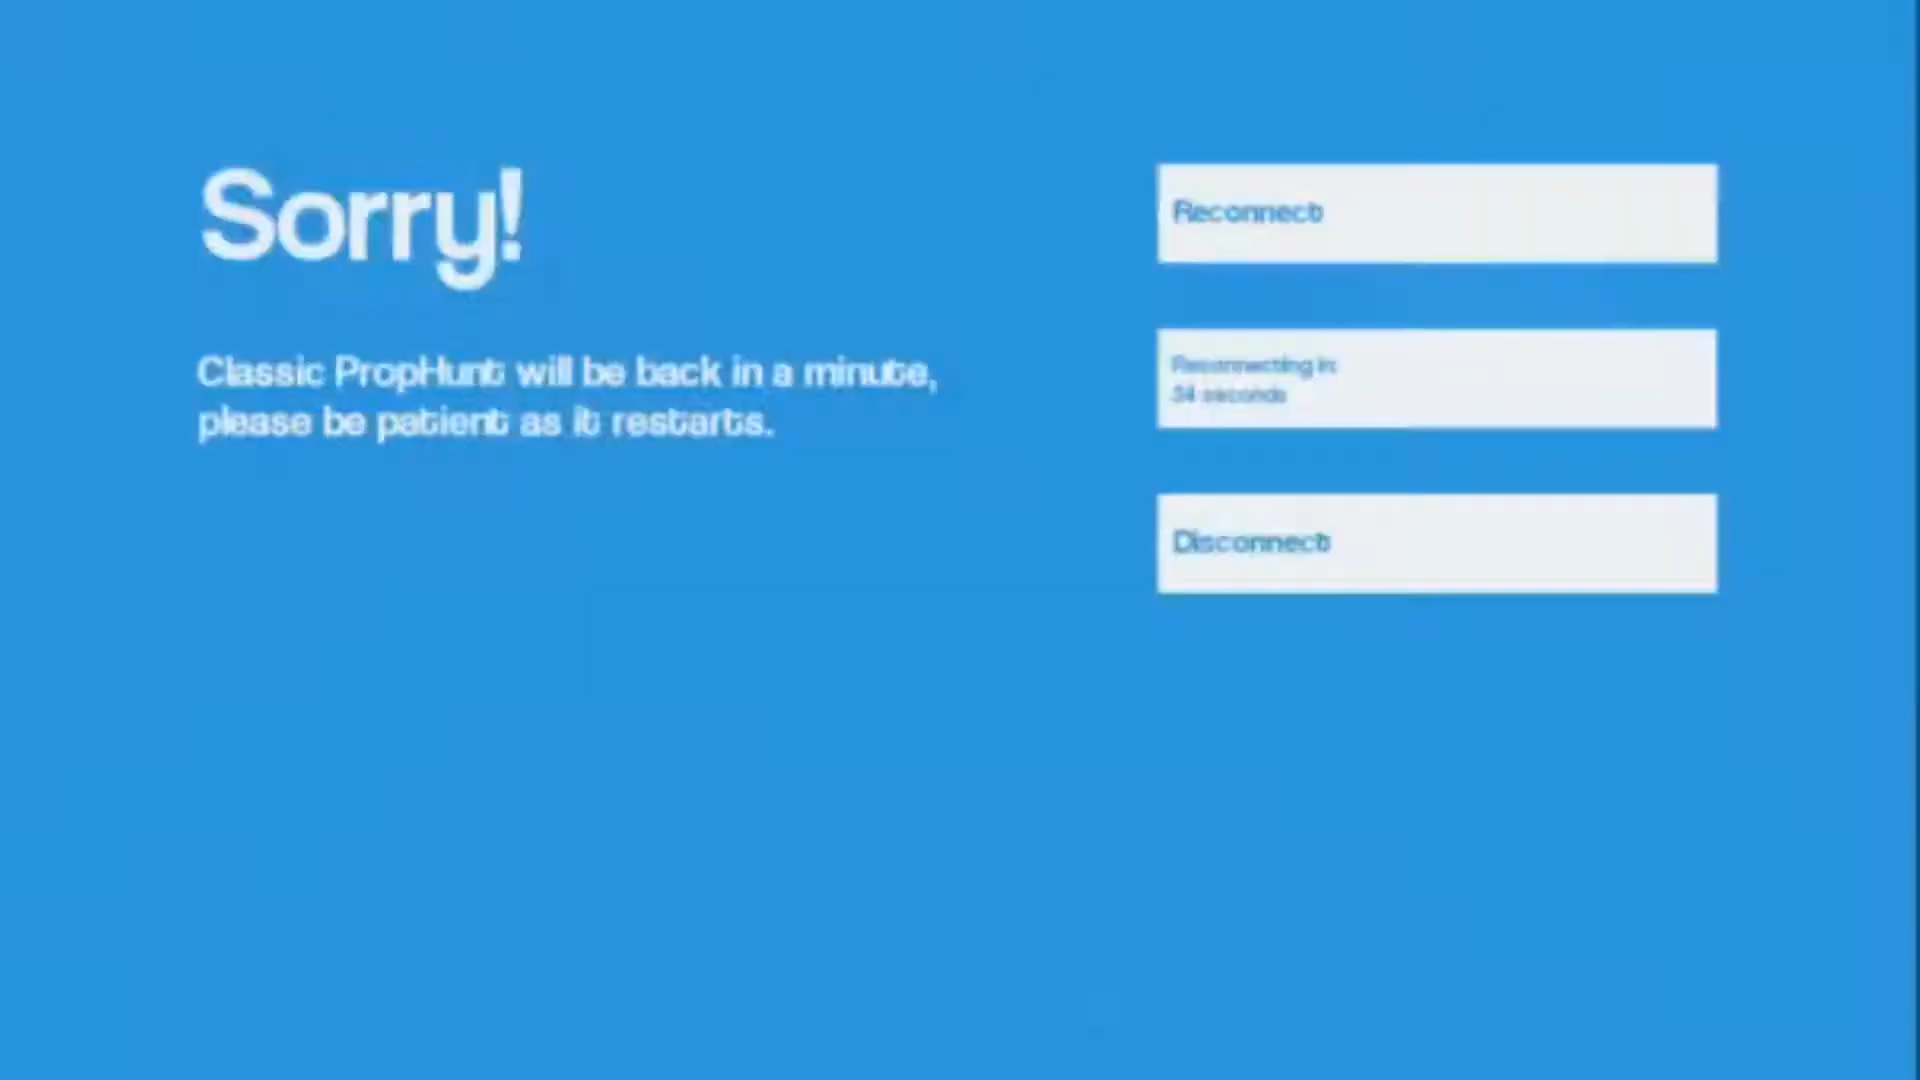 Sorry!
Classic PropHunt will be back in a minute,
please be patient as it restarts.
Reconnect
Reconnecting in:
34 seconds
Disconnect